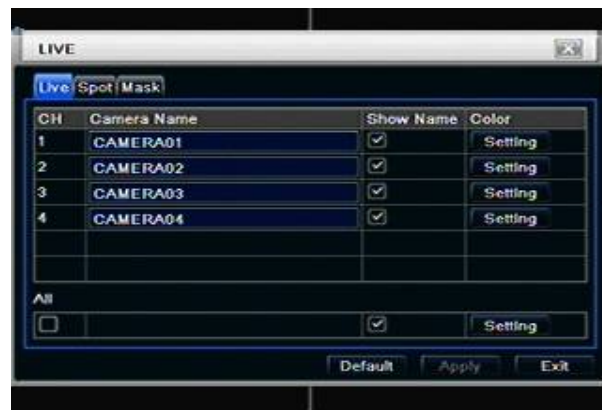 LIVE
Live Spot Mask
CH Camera Name Show Name Color
1 CAMERA01 Setting
2 CAMERA02 Setting
3 CAMERA03 Setting
4 CAMERA04 Setting
All
Setting
Default Apply Exit